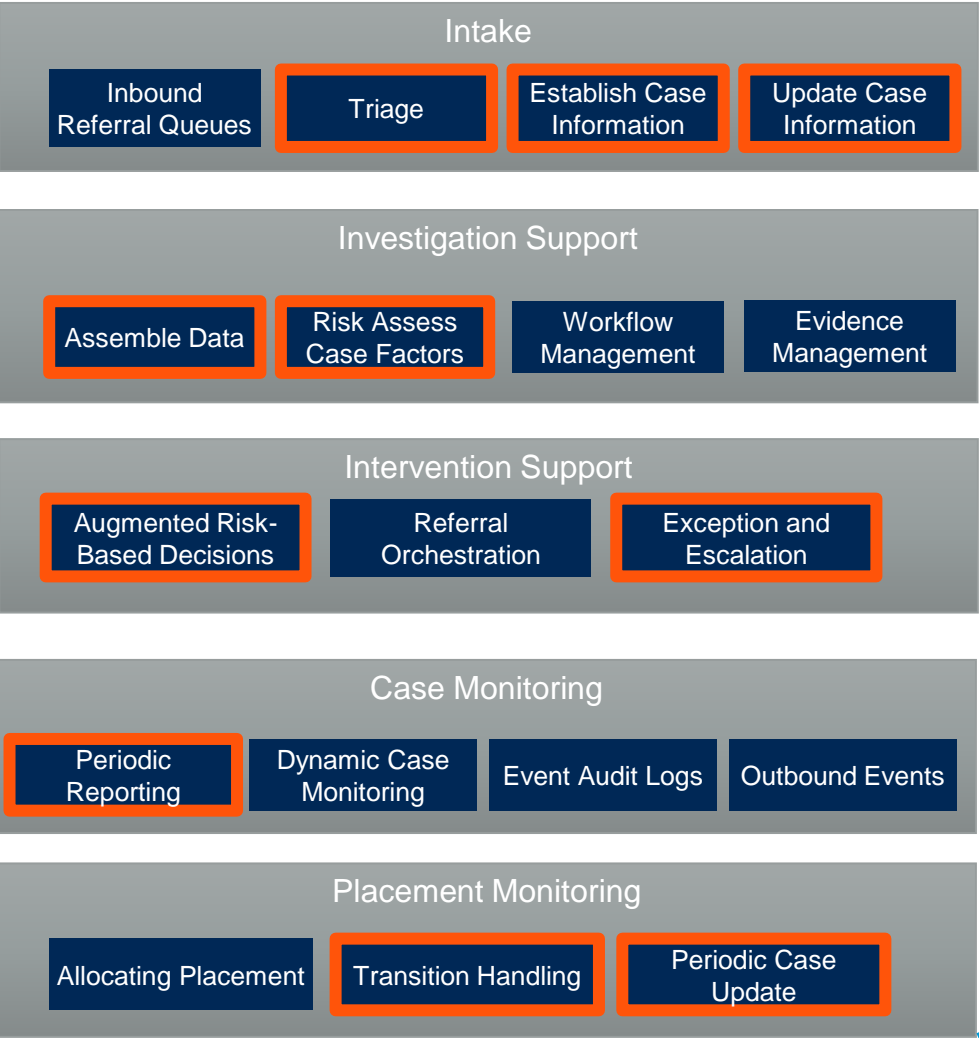 Intake
Inbound
Referral Queues
Triage
Establish Case
Information
Update Case
Information
Investigation Support
Assemble Data
Risk Assess
Case Factors
Workflow
Management
Evidence
Management
Intervention Support
Augmented Risk-
Based Decisions
Referral
Orchestration
Exception and
Escalation
Case Monitoring
Periodic
Reporting
Dynamic Case
Monitoring
Event Audit Logs
Outbound Events
Placement Monitoring
Allocating Placement
Transition Handling
Periodic Case
Update